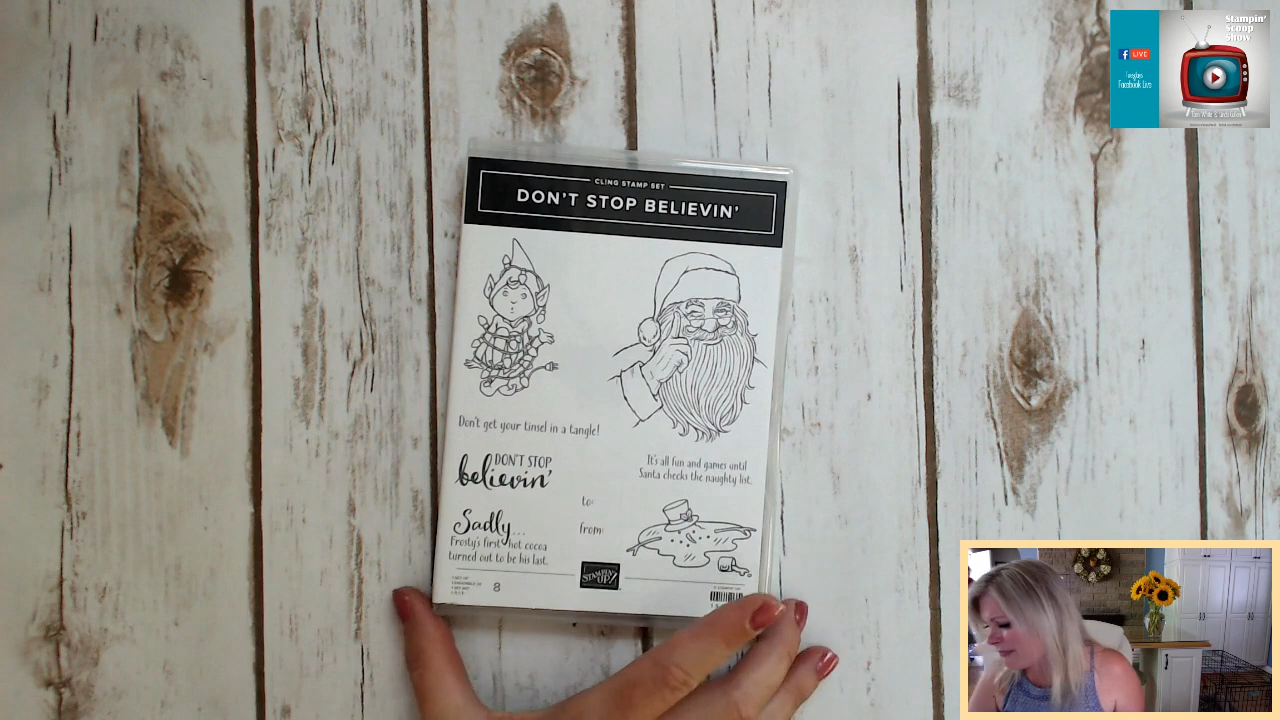 Stampin'
Scoop
Show
f LIVE
Facebook Live
CLING STAMP SET
DON'T STOP BELIEVIN'
Don't get your tinsel in a tangle!
DON'T STOP
believin'
It's all fun and games until
Santa checks the naughty list.
to:
from:
Sadly...
Frosty's first hot cocoa
turned out to be his last.
8
STAMPIN' UP!